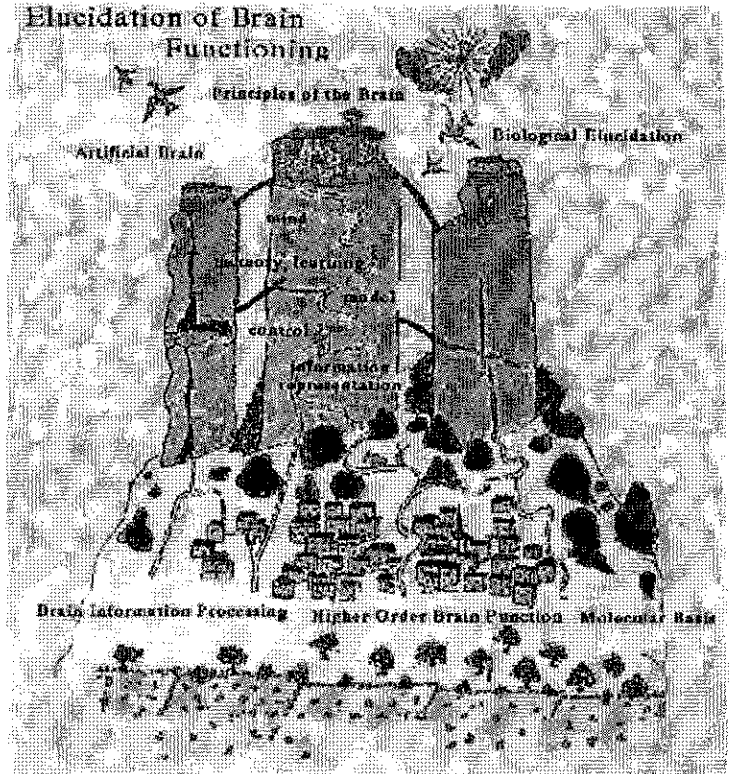 Elucidation of Brain
Functioning
Principles of the Brain
Artificial Brain
Biological Elucidation
mind
memory, learning
model
control
information
representation
Brain Information Processing
Higher Order Brain Function
Molecular Basis